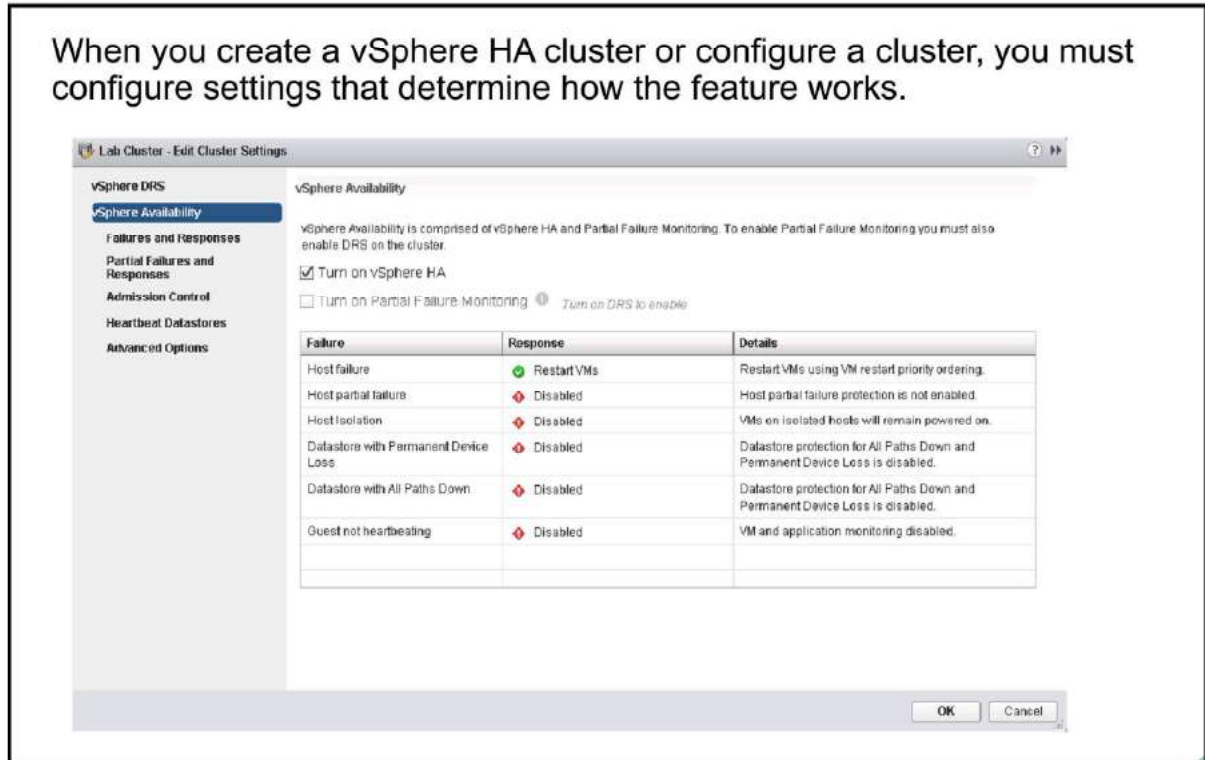 When you create a vSphere HA cluster or configure a cluster, you must
configure settings that determine how the feature works.
Lab Cluster - Edit Cluster Settings
?
vSphere DRS
vSphere Availability
Failures and Responses
Partial Failures and
Responses
Admission Control
Heartbeat Datastores
Advanced Options
vSphere Availability
vSphere Availability is comprised of vSphere HA and Partial Failure Monitoring. To enable Partial Failure Monitoring you must also
enable DRS on the cluster.
Turn on vSphere HA
Turn on Partial Failure Monitoring Turn on DRS to enable
Failure Response Details
Host failure Restart VMs Restart VMs using VM restart priority ordering.
Host partial failure Disabled Host partial failure protection is not enabled.
Host Isolation Disabled VMs on isolated hosts will remain powered on.
Datastore with Permanent Device Disabled Datastore protection for All Paths Down and
Loss Permanent Device Loss is disabled.
Datastore with All Paths Down Disabled Datastore protection for All Paths Down and
Permanent Device Loss is disabled.
Guest not heartbeating Disabled VM and application monitoring disabled.
OK Cancel